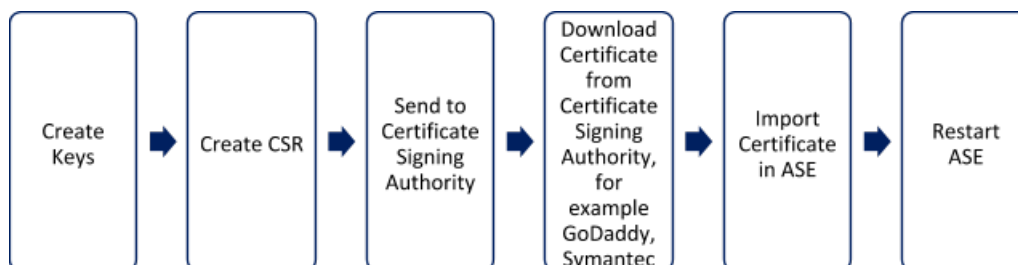 Create
Keys
Create CSR
Send to
Certificate
Signing
Authority
Download
Certificate
from
Certificate
Signing
Authority,
for
example
GoDaddy,
Symantec
Import
Certificate
in ASE
Restart
ASE